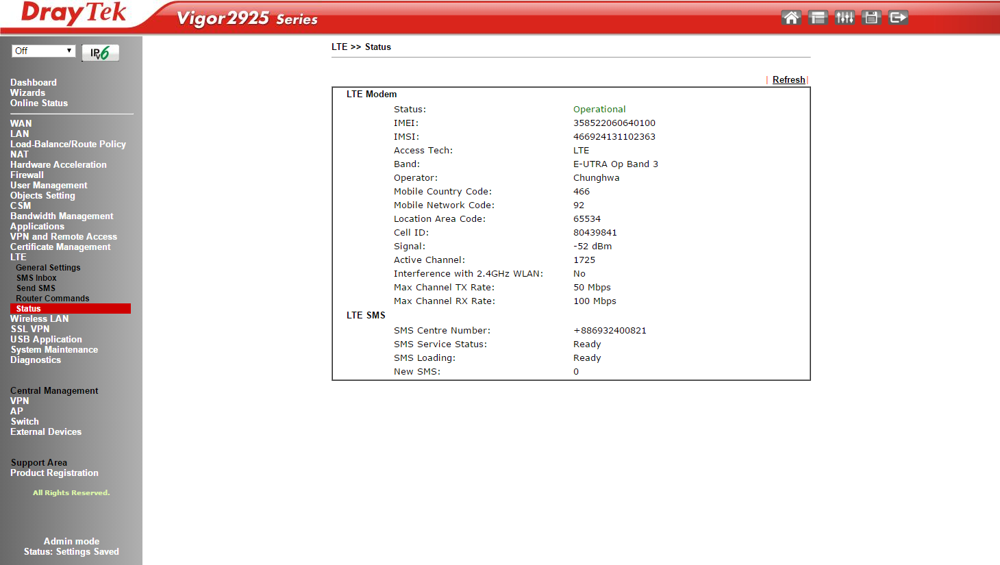 DrayTek
Vigor2925 Series
Off
IPv6
Dashboard
Wizards
Online Status
WAN
LAN
Load-Balance/Route Policy
NAT
Hardware Acceleration
Firewall
User Management
Objects Setting
CSM
Bandwidth Management
Applications
VPN and Remote Access
Certificate Management
LTE
General Settings
SMS Inbox
Send SMS
Router Commands
Status
Wireless LAN
SSL VPN
USB Application
System Maintenance
Diagnostics
Central Management
VPN
AP
Switch
External Devices
Support Area
Product Registration
All Rights Reserved.
Admin mode
Status: Settings Saved
LTE >> Status
| Refresh |
LTE Modem
Status: Operational
IMEI: 358522060640100
IMSI: 466924131102363
Access Tech: LTE
Band: E-UTRA Op Band 3
Operator: Chunghwa
Mobile Country Code: 466
Mobile Network Code: 92
Location Area Code: 65534
Cell ID: 80439841
Signal: -52 dBm
Active Channel: 1725
Interference with 2.4GHz WLAN: No
Max Channel TX Rate: 50 Mbps
Max Channel RX Rate: 100 Mbps
LTE SMS
SMS Centre Number: +886932400821
SMS Service Status: Ready
SMS Loading: Ready
New SMS: 0